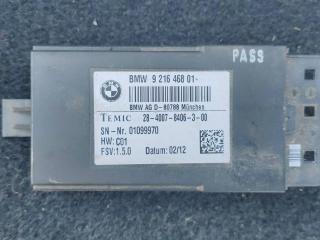 BMW
PASS
BMW 9 216 468 01-
BMW AG D-80788 München
TEMIC 28-4007-8406-3-00
SN-Nr. 01099970
HW: C01
FSV: 1.5.0 Datum: 02/12